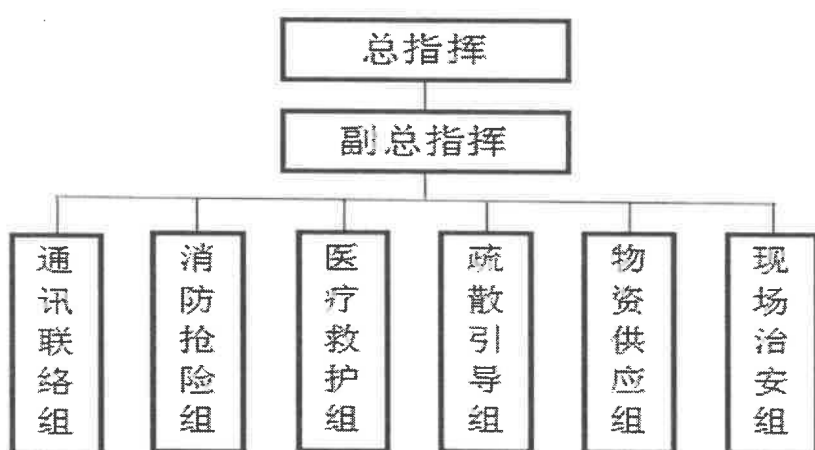 总指挥
副总指挥
通讯联络组
消防抢险组
医疗救护组
疏散引导组
物资供应组
现场治安组